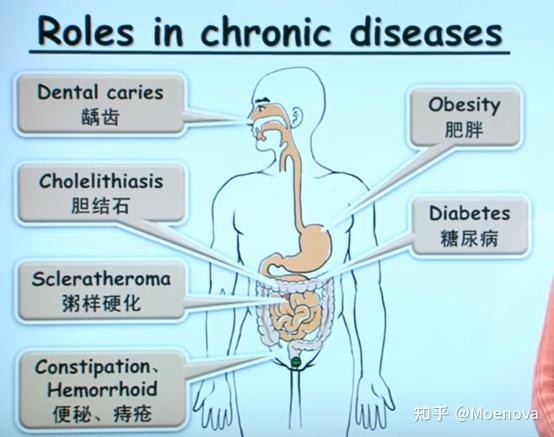 Roles in chronic diseases
Dental caries
龋齿
Cholelithiasis
胆结石
Scleratheroma
粥样硬化
Constipation、
Hemorrhoid
便秘、痔疮
Obesity
肥胖
Diabetes
糖尿病
知乎 @Moenova